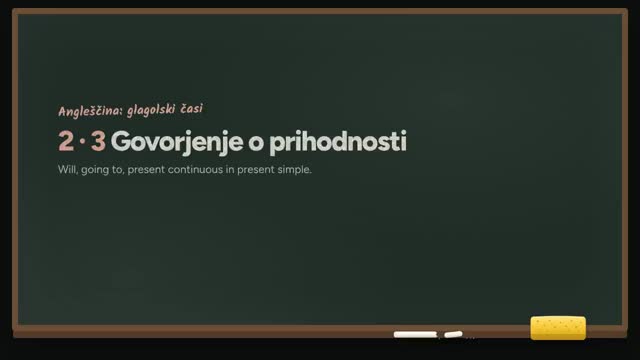 Angleščina: glagolski časi
2 · 3 Govorjenje o prihodnosti
Will, going to, present continuous in present simple.